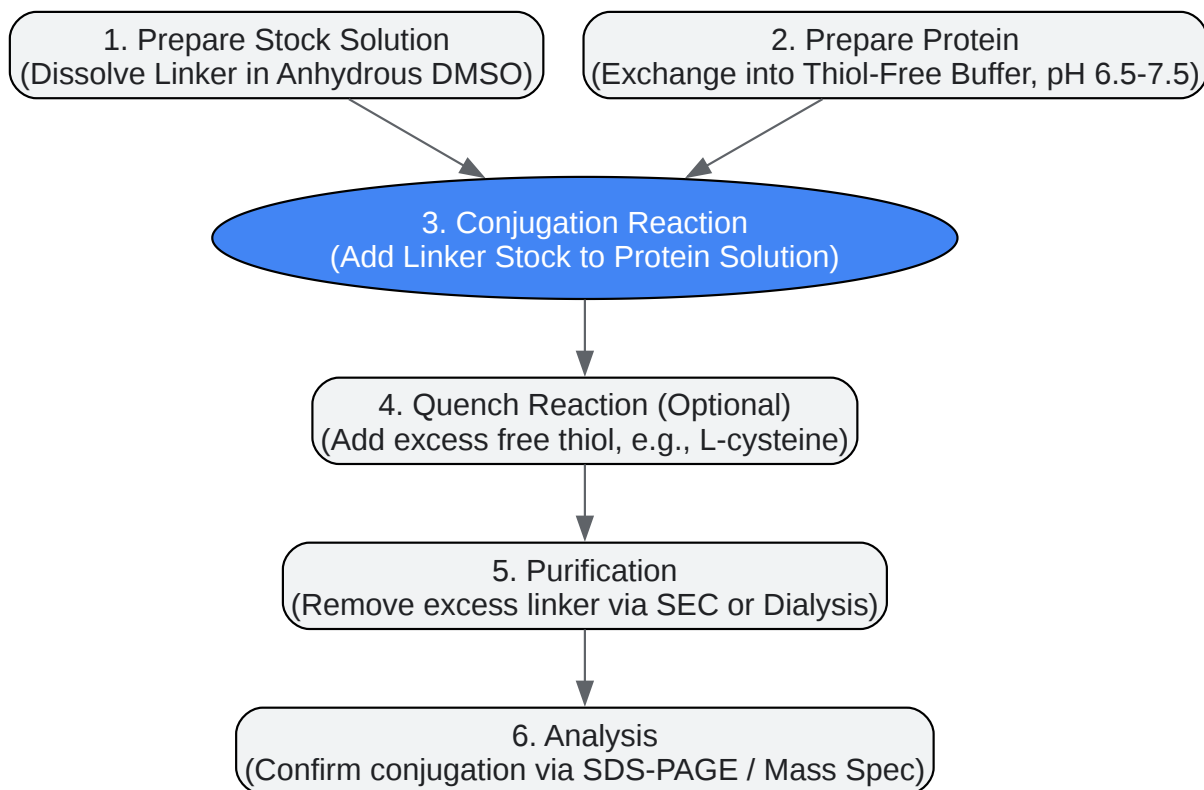 1. Prepare Stock Solution
(Dissolve Linker in Anhydrous DMSO)
2. Prepare Protein
(Exchange into Thiol-Free Buffer, pH 6.5-7.5)
3. Conjugation Reaction
(Add Linker Stock to Protein Solution)
4. Quench Reaction (Optional)
(Add excess free thiol, e.g., L-cysteine)
5. Purification
(Remove excess linker via SEC or Dialysis)
6. Analysis
(Confirm conjugation via SDS-PAGE / Mass Spec)